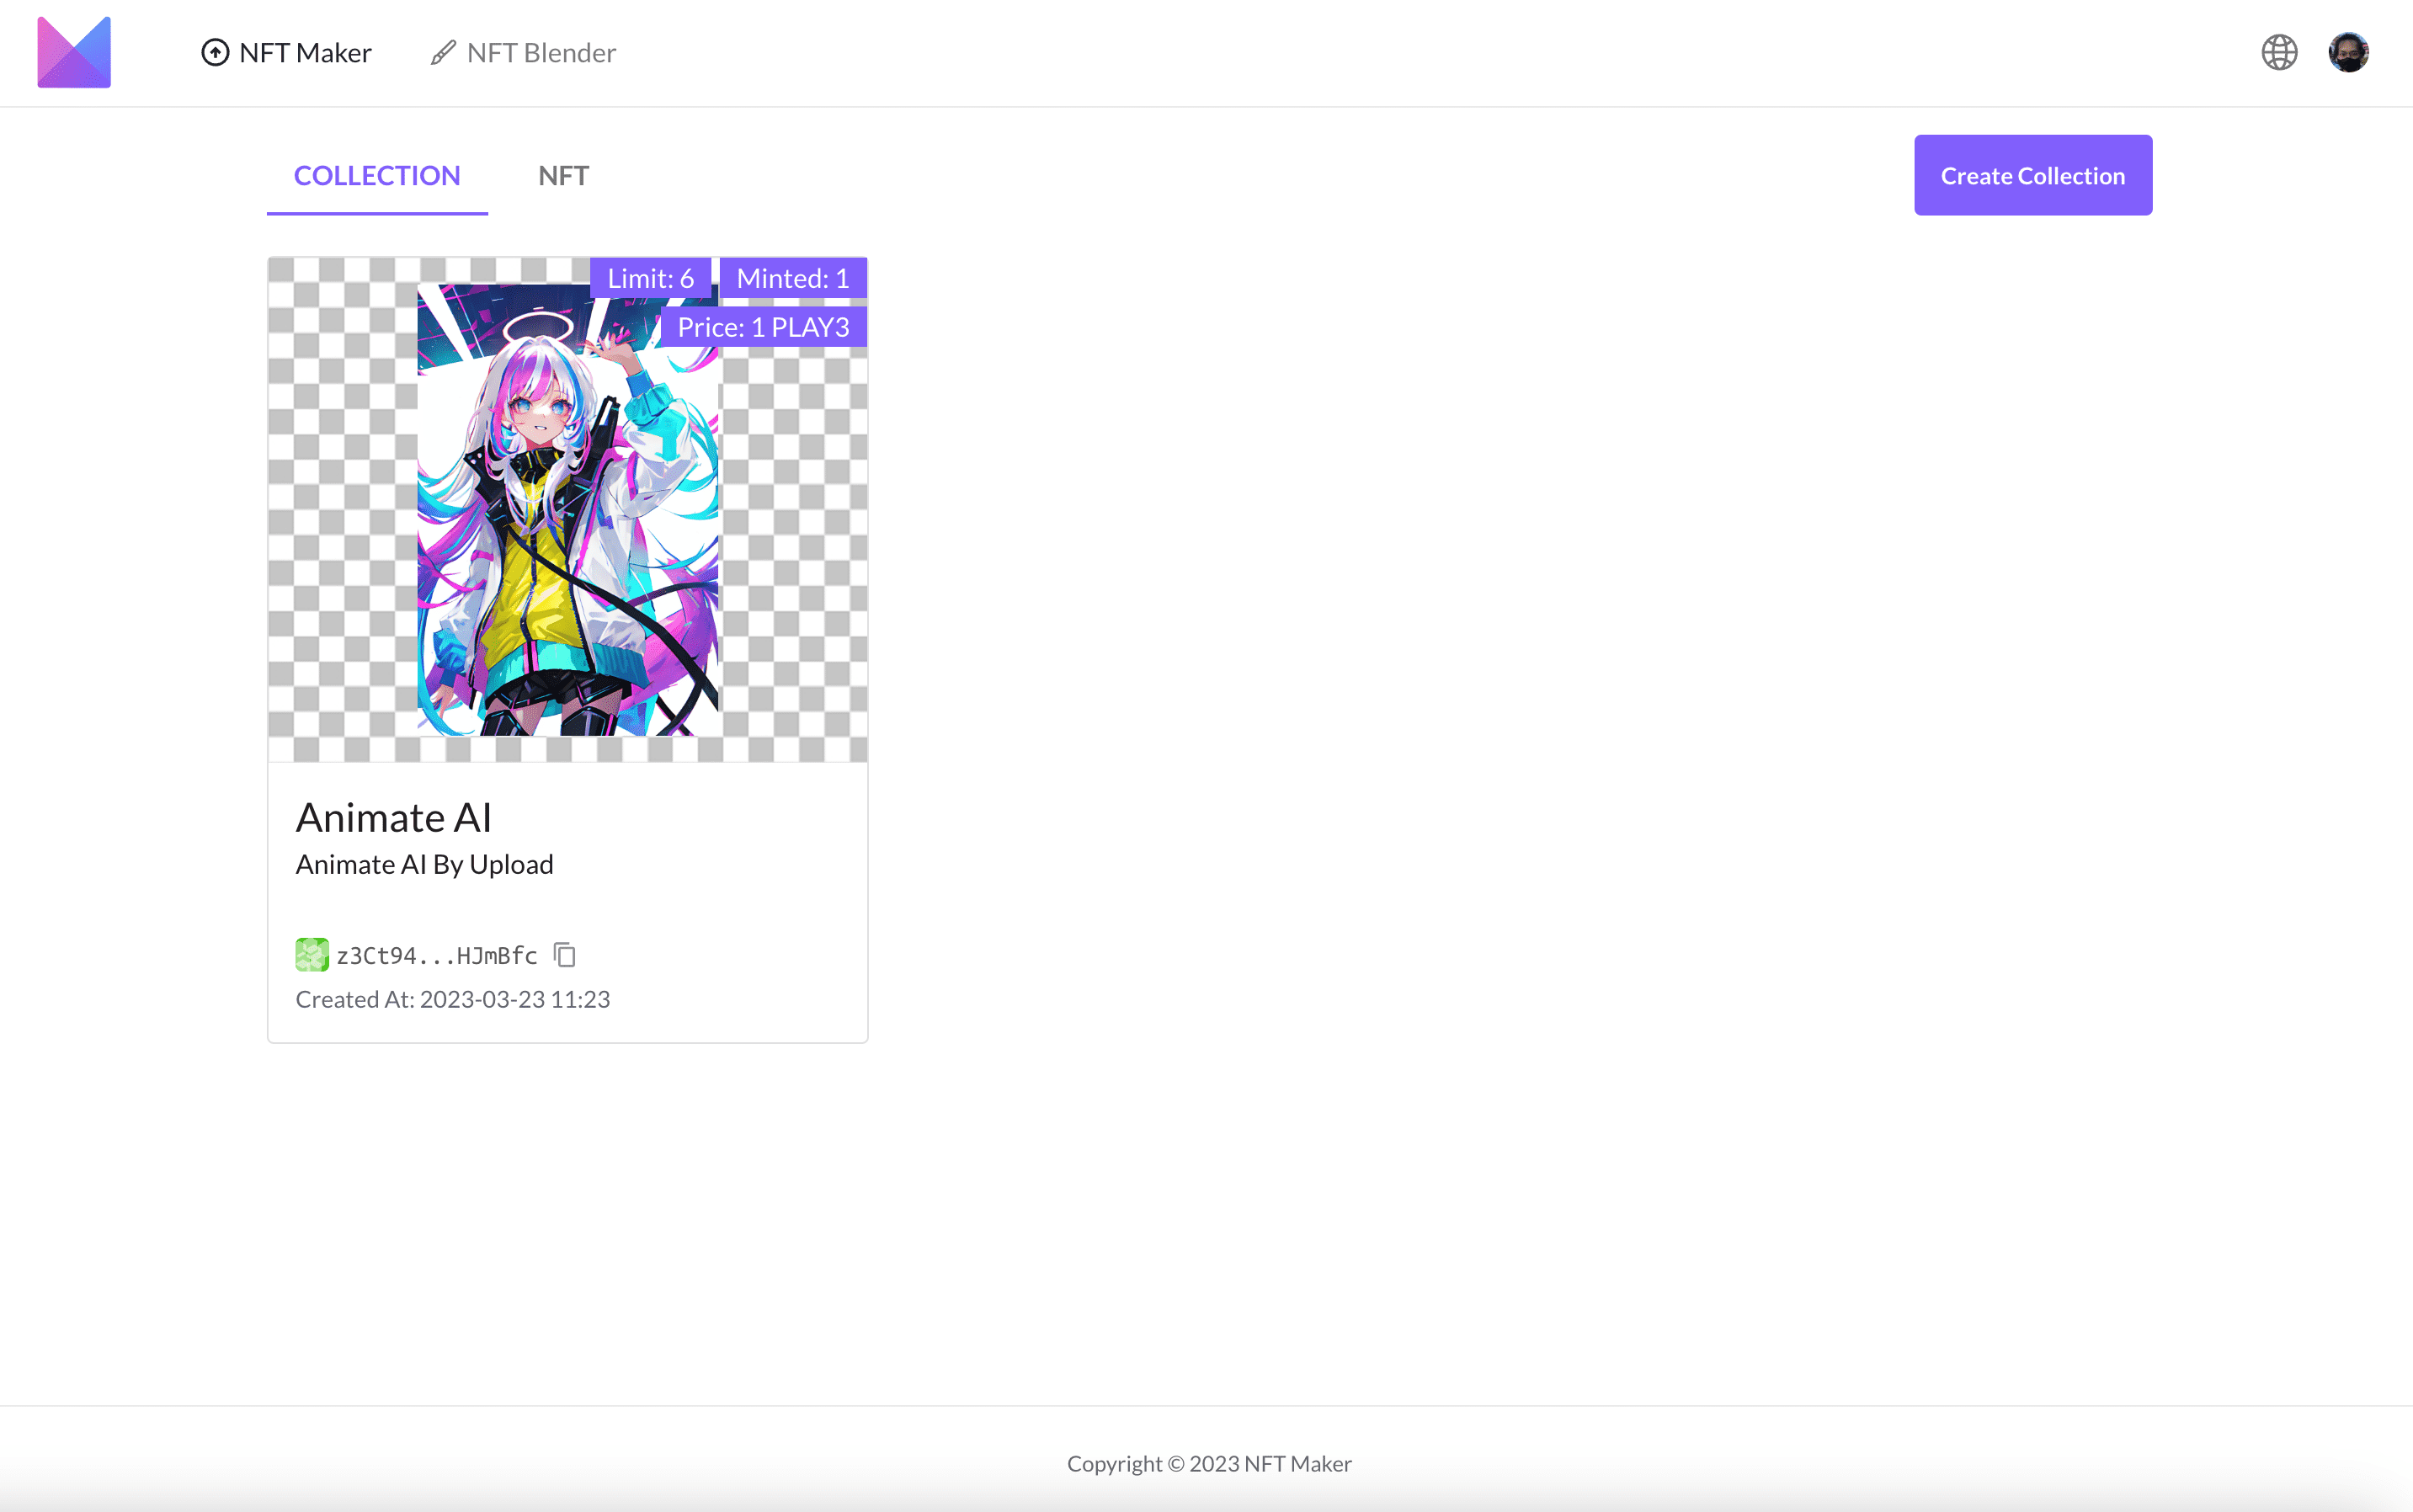 NFT Maker
NFT Blender
COLLECTION
NFT
Create Collection
Limit: 6
Minted: 1
Price: 1 PLAY3
Animate AI
Animate AI By Upload
z3Ct94...HJmBfc
Created At: 2023-03-23 11:23
Copyright © 2023 NFT Maker